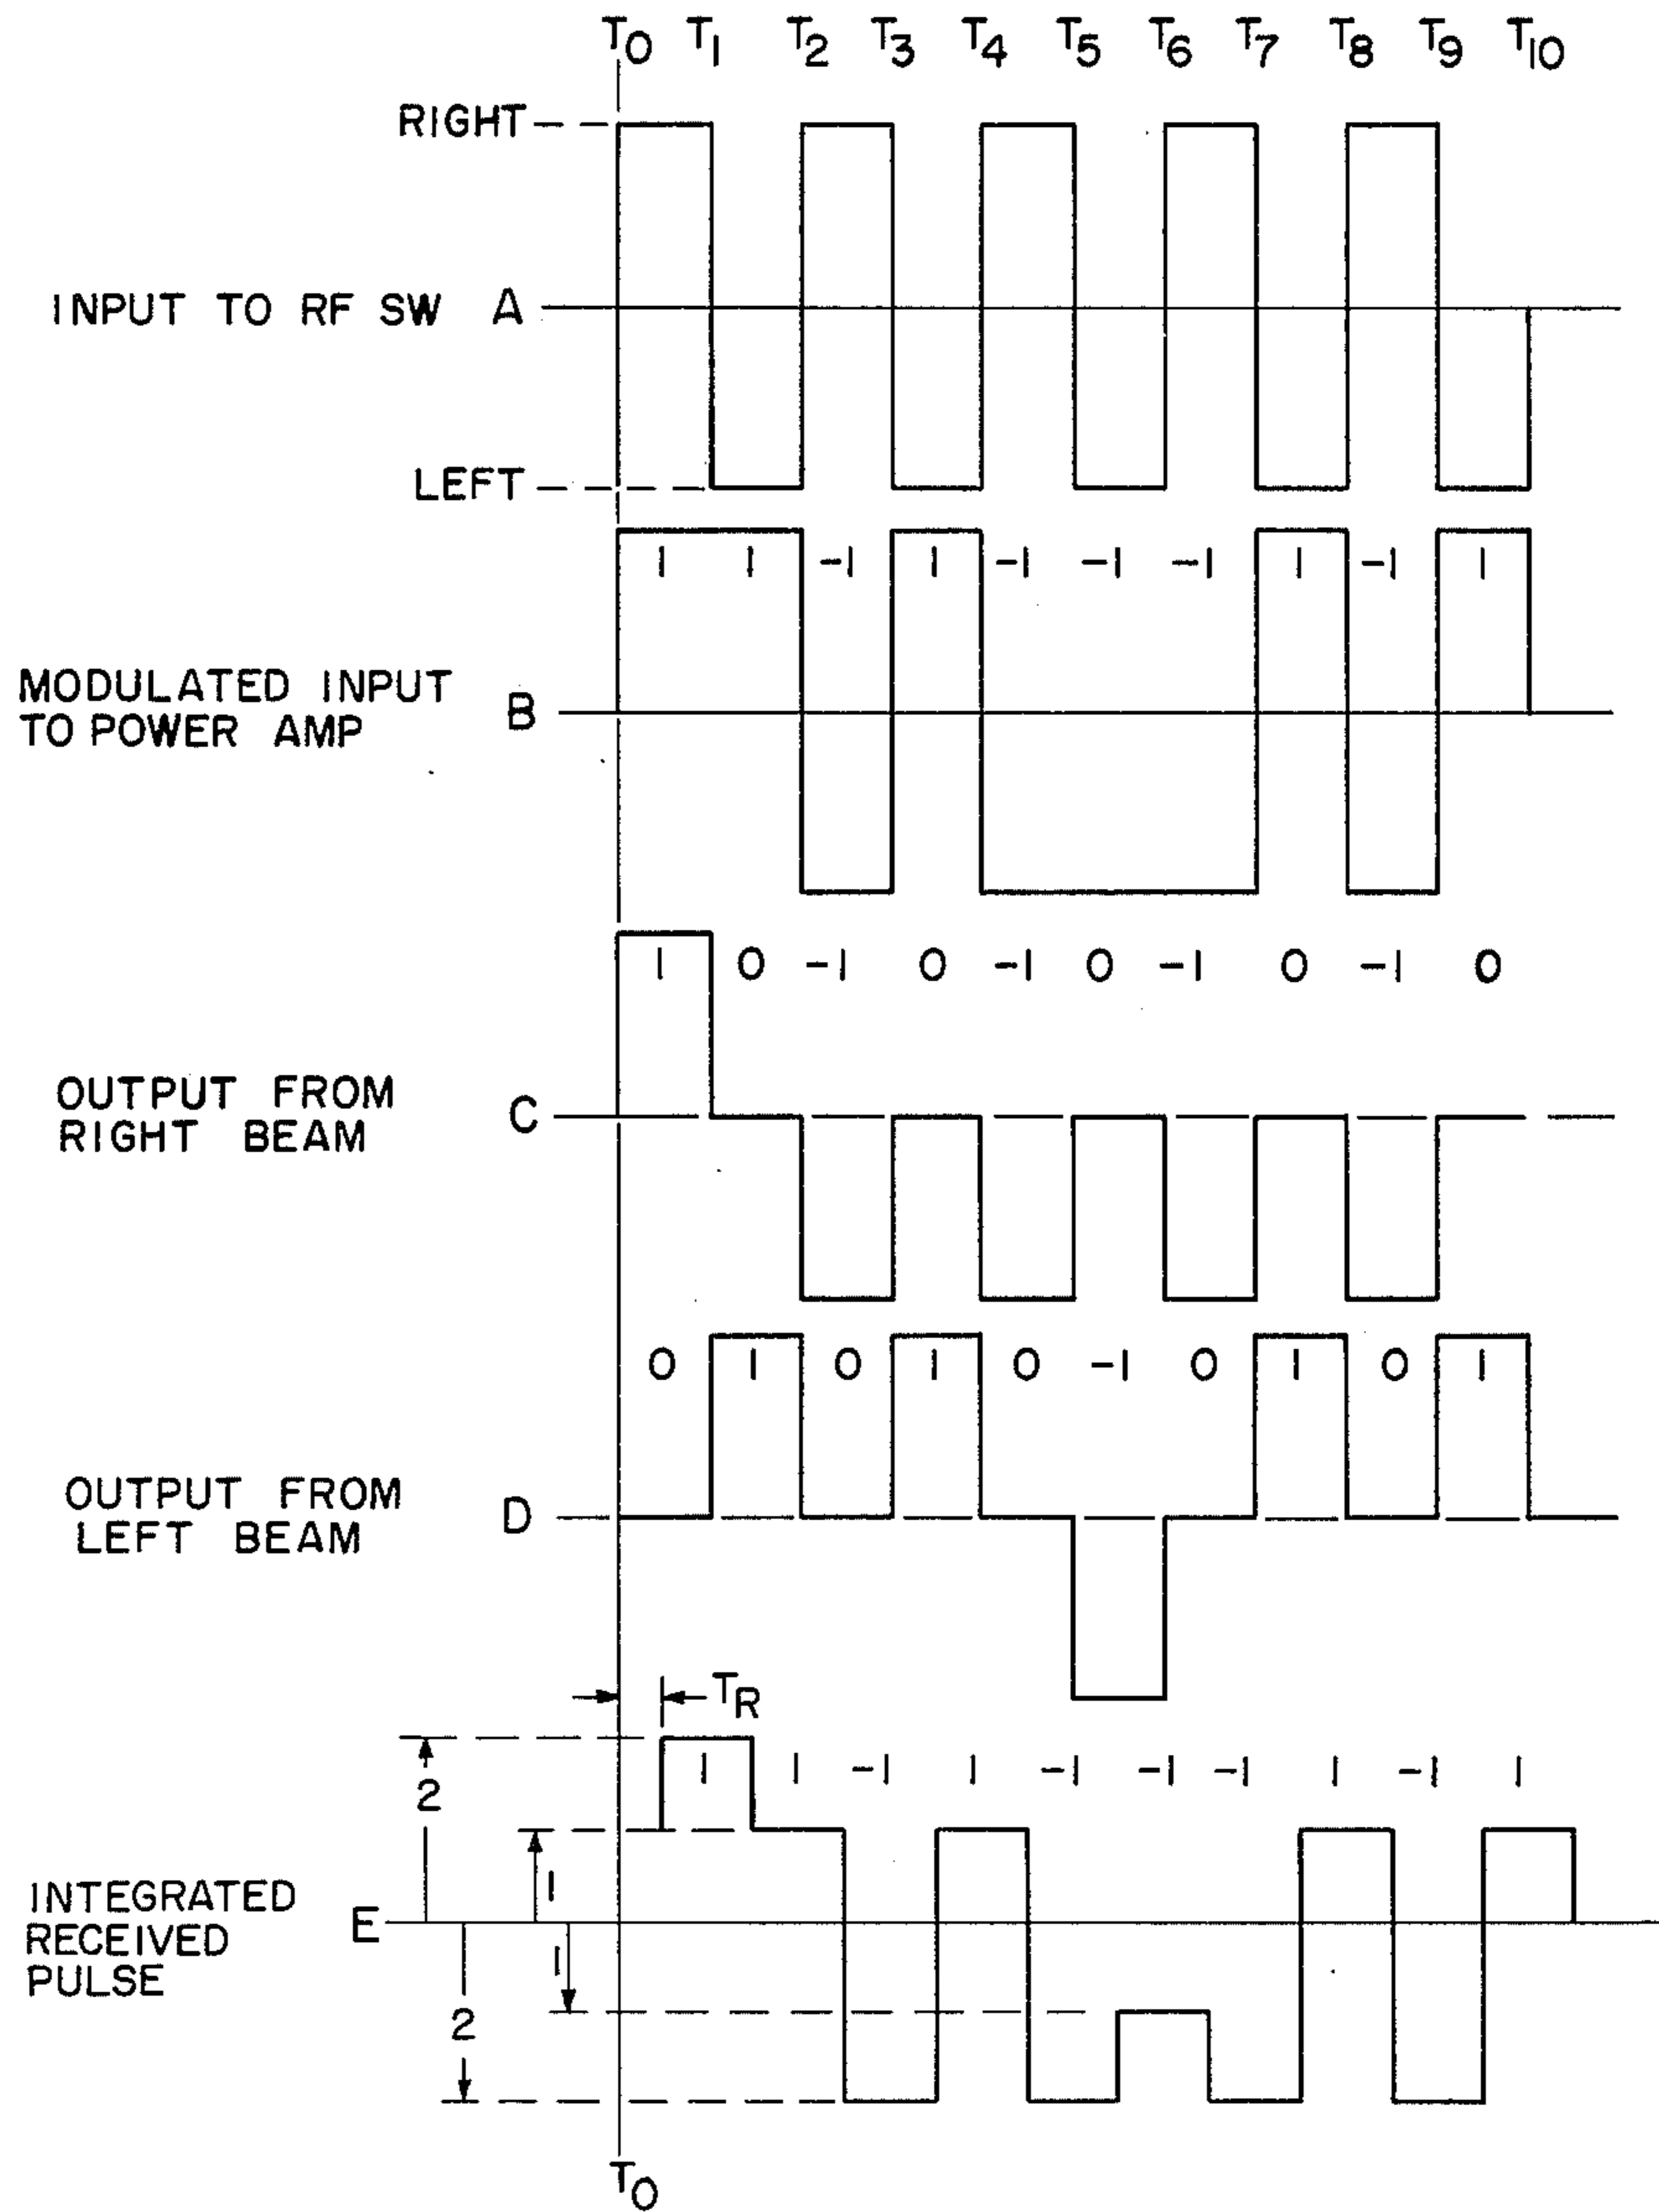 T0 T1 T2 T3 T4 T5 T6 T7 T8 T9 T10
RIGHT
INPUT TO RF SW A
LEFT
1 1 -1 1 -1 -1 -1 1 -1 1
MODULATED INPUT
TO POWER AMP
B
1 0 -1 0 -1 0 -1 0 -1 0
OUTPUT FROM
RIGHT BEAM
C
0 1 0 1 0 -1 0 1 0 1
OUTPUT FROM
LEFT BEAM
D
TR
1 1 -1 1 -1 -1 -1 1 -1 1
2
1
INTEGRATED
RECEIVED
PULSE
E
1
2
T0